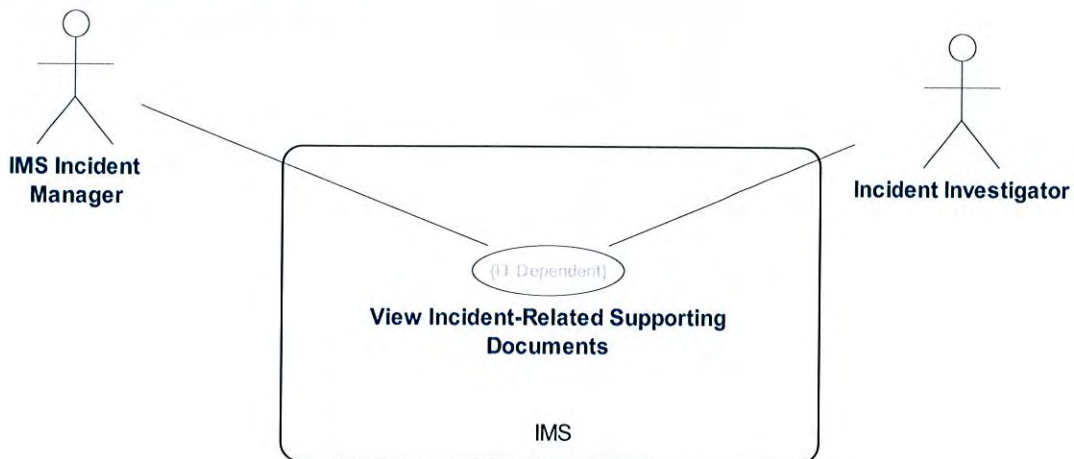 IMS Incident
Manager
Incident Investigator
{IT Dependent}
View Incident-Related Supporting
Documents
IMS